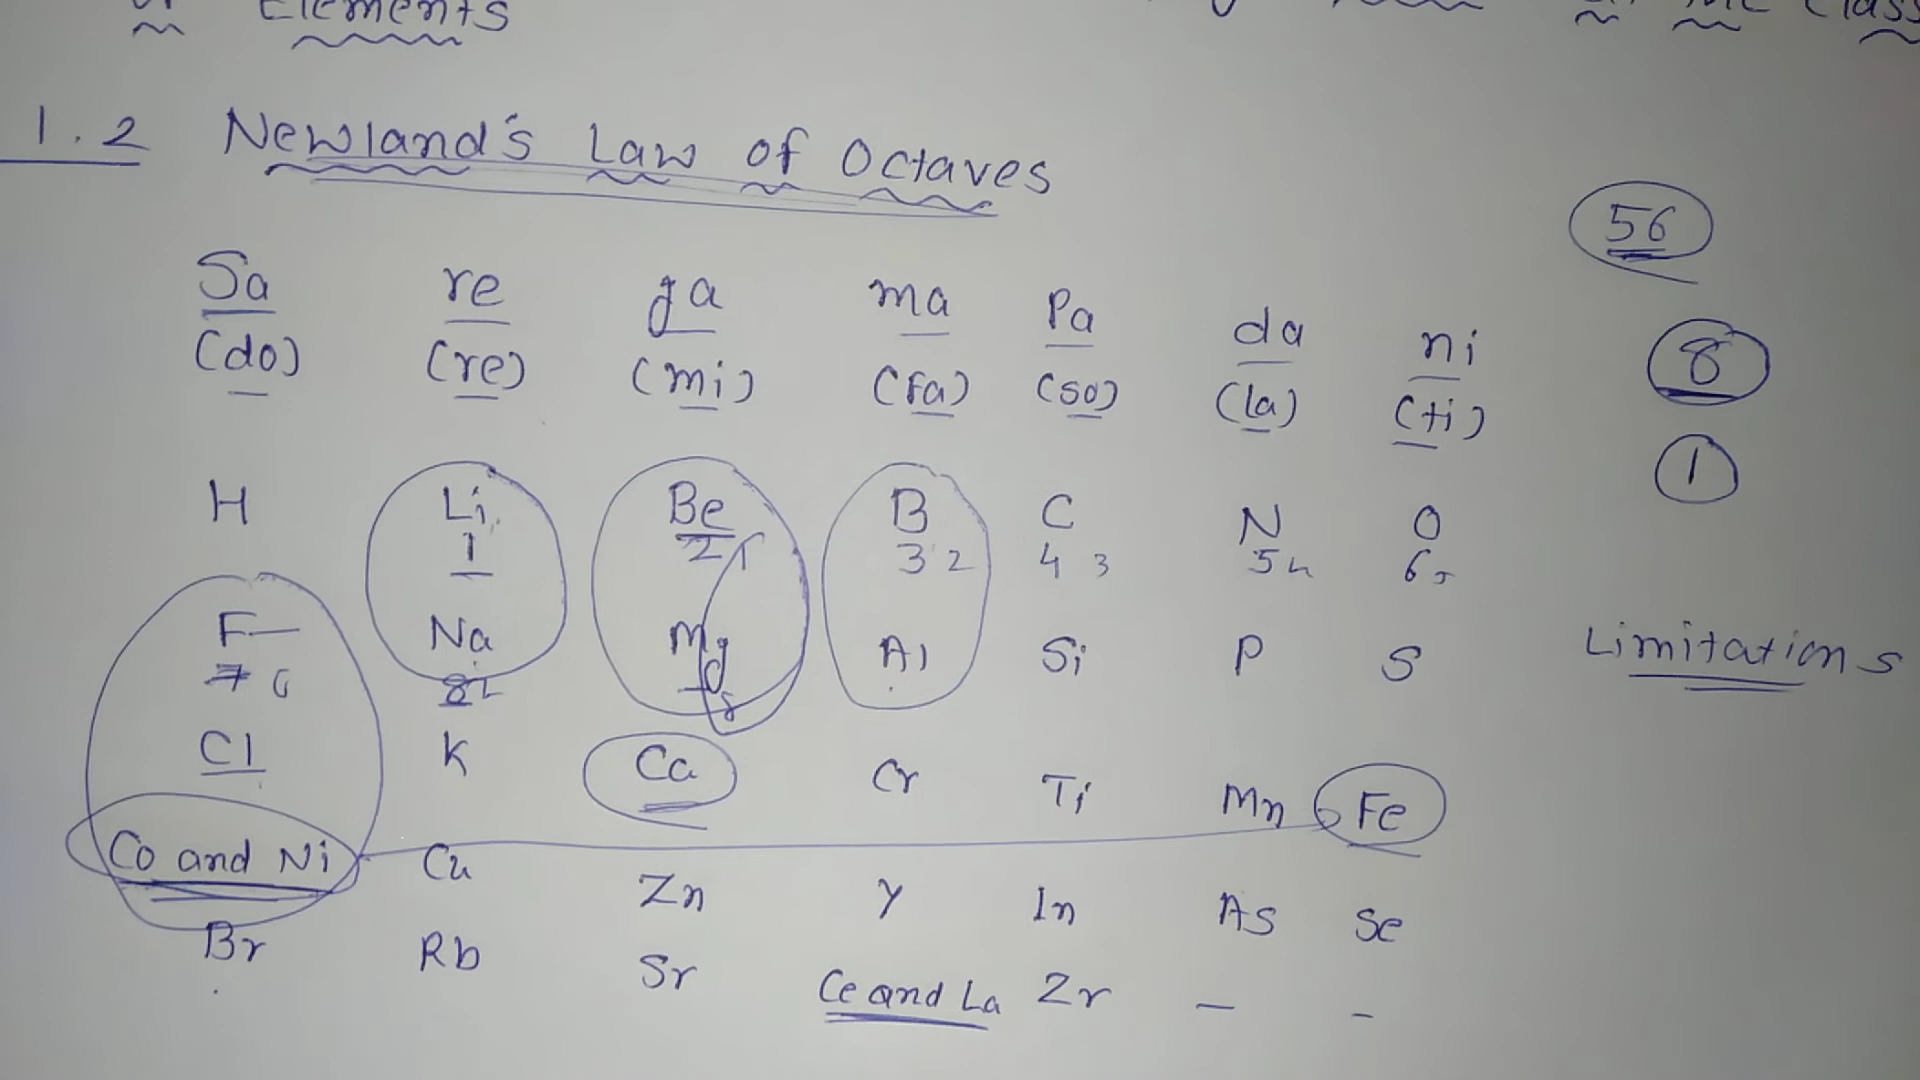 of Elements
Class
1.2 Newland's Law of Octaves
56
Sa re ga ma Pa da ni
(do) (re) (mi) (fa) (so) (la) (ti)
8
1
H Li Be B C N O
1 2 3 2 4 3 5 6
F Na Mg Al Si P S
Limitations
7 6 8
Cl K Ca Cr Ti Mn Fe
Co and Ni Cu Zn Y In As Se
Br Rb Sr Ce and La Zr — —